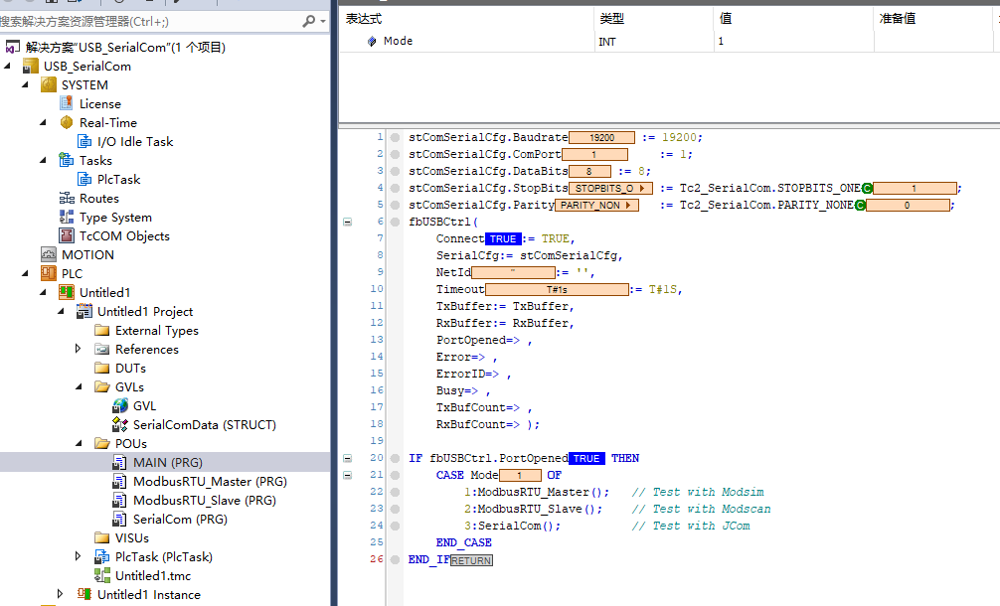 搜索解决方案资源管理器(Ctrl+;)
解决方案"USB_SerialCom"(1 个项目)
USB_SerialCom
SYSTEM
License
Real-Time
I/O Idle Task
Tasks
PlcTask
Routes
Type System
TcCOM Objects
MOTION
PLC
Untitled1
Untitled1 Project
External Types
References
DUTs
GVLs
GVL
SerialComData (STRUCT)
POUs
MAIN (PRG)
ModbusRTU_Master (PRG)
ModbusRTU_Slave (PRG)
SerialCom (PRG)
VISUs
PlcTask (PlcTask)
Untitled1.tmc
Untitled1 Instance
表达式 类型 值 准备值
Mode INT 1
1 stComSerialCfg.Baudrate 19200 := 19200;
2 stComSerialCfg.ComPort 1 := 1;
3 stComSerialCfg.DataBits 8 := 8;
4 stComSerialCfg.StopBits STOPBITS_O := Tc2_SerialCom.STOPBITS_ONE C 1 ;
5 stComSerialCfg.Parity PARITY_NON := Tc2_SerialCom.PARITY_NONE C 0 ;
6 fbUSBCtrl(
7 Connect TRUE := TRUE,
8 SerialCfg:= stComSerialCfg,
9 NetId '' := '',
10 Timeout T#1s := T#1S,
11 TxBuffer:= TxBuffer,
12 RxBuffer:= RxBuffer,
13 PortOpened=> ,
14 Error=> ,
15 ErrorID=> ,
16 Busy=> ,
17 TxBufCount=> ,
18 RxBufCount=> );
19
20 IF fbUSBCtrl.PortOpened TRUE THEN
21 CASE Mode 1 OF
22 1:ModbusRTU_Master(); // Test with Modsim
23 2:ModbusRTU_Slave(); // Test with Modscan
24 3:SerialCom(); // Test with JCom
25 END_CASE
26 END_IF RETURN